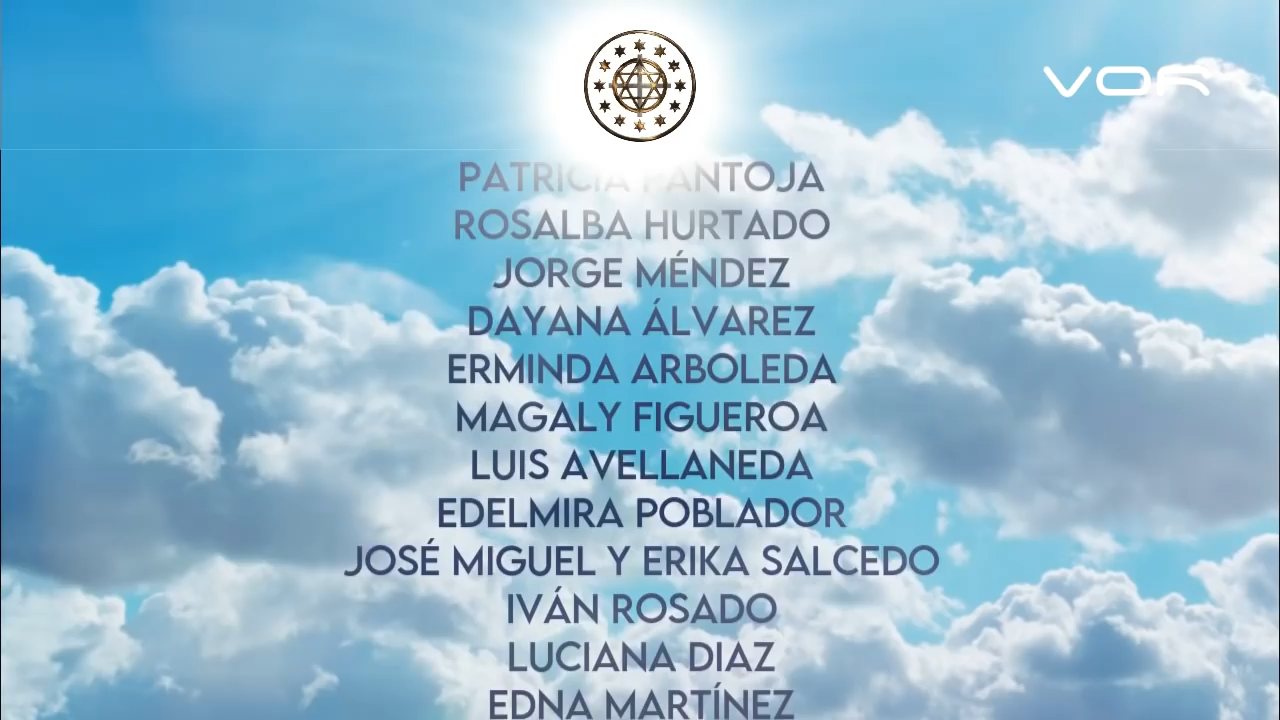 VOR
PATRICIA PANTOJA
ROSALBA HURTADO
JORGE MÉNDEZ
DAYANA ÁLVAREZ
ERMINDA ARBOLEDA
MAGALY FIGUEROA
LUIS AVELLANEDA
EDELMIRA POBLADOR
JOSÉ MIGUEL Y ERIKA SALCEDO
IVÁN ROSADO
LUCIANA DIAZ
EDNA MARTÍNEZ